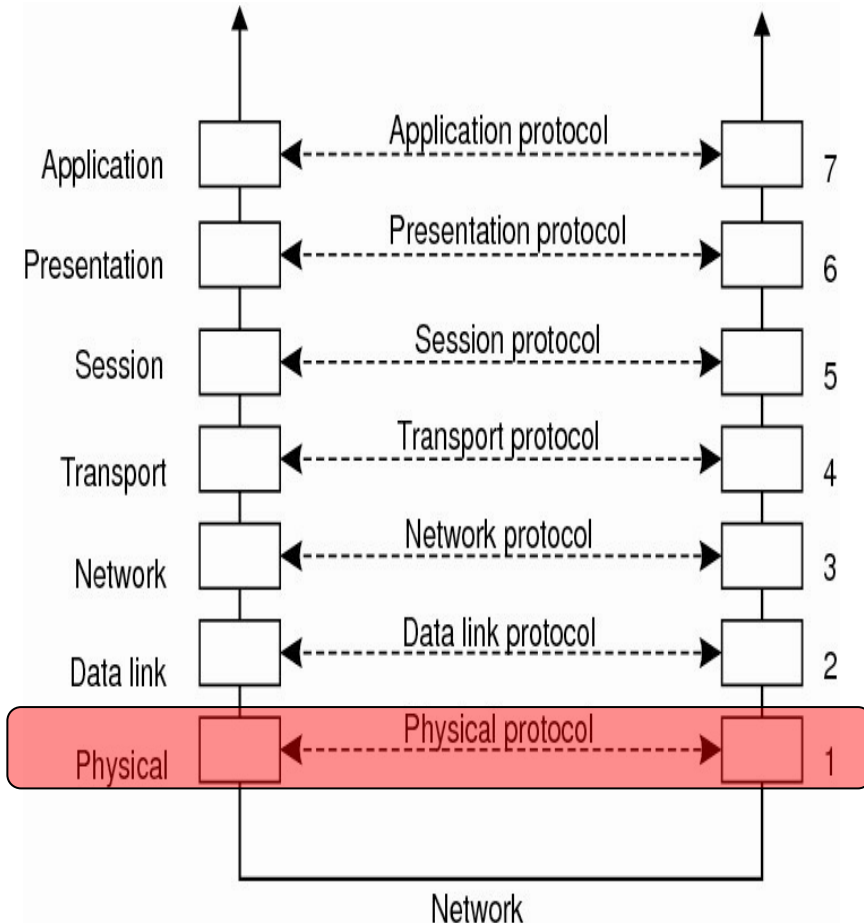 Application protocol
Application
7
Presentation protocol
Presentation
6
Session protocol
Session
5
Transport protocol
Transport
4
Network protocol
Network
3
Data link protocol
Data link
2
Physical protocol
Physical
1
Network